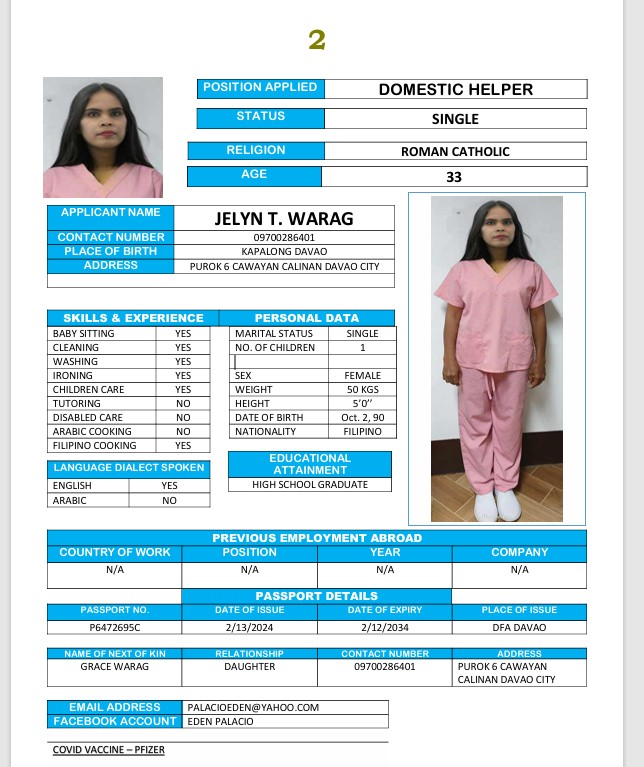 2
POSITION APPLIED DOMESTIC HELPER
STATUS SINGLE
RELIGION ROMAN CATHOLIC
AGE 33
APPLICANT NAME JELYN T. WARAG
CONTACT NUMBER 09700286401
PLACE OF BIRTH KAPALONG DAVAO
ADDRESS PUROK 6 CAWAYAN CALINAN DAVAO CITY
SKILLS & EXPERIENCE
BABY SITTING YES
CLEANING YES
WASHING YES
IRONING YES
CHILDREN CARE YES
TUTORING NO
DISABLED CARE NO
ARABIC COOKING NO
FILIPINO COOKING YES
LANGUAGE DIALECT SPOKEN
ENGLISH YES
ARABIC NO
PERSONAL DATA
MARITAL STATUS SINGLE
NO. OF CHILDREN 1
SEX FEMALE
WEIGHT 50 KGS
HEIGHT 5’0’’
DATE OF BIRTH Oct. 2, 90
NATIONALITY FILIPINO
EDUCATIONAL
ATTAINMENT
HIGH SCHOOL GRADUATE
PREVIOUS EMPLOYMENT ABROAD
COUNTRY OF WORK POSITION YEAR COMPANY
N/A N/A N/A N/A
PASSPORT DETAILS
PASSPORT NO. DATE OF ISSUE DATE OF EXPIRY PLACE OF ISSUE
P6472695C 2/13/2024 2/12/2034 DFA DAVAO
NAME OF NEXT OF KIN RELATIONSHIP CONTACT NUMBER ADDRESS
GRACE WARAG DAUGHTER 09700286401 PUROK 6 CAWAYAN
CALINAN DAVAO CITY
EMAIL ADDRESS PALACIOEDEN@YAHOO.COM
FACEBOOK ACCOUNT EDEN PALACIO
COVID VACCINE – PFIZER